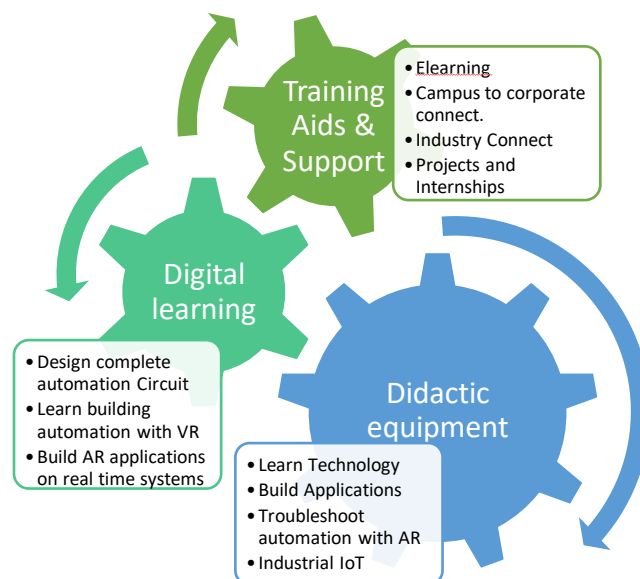 Training
Aids &
Support
• Elearning
• Campus to corporate
connect.
• Industry Connect
• Projects and
Internships
Digital
learning
• Design complete
automation Circuit
• Learn building
automation with VR
• Build AR applications
on real time systems
Didactic
equipment
• Learn Technology
• Build Applications
• Troubleshoot
automation with AR
• Industrial IoT